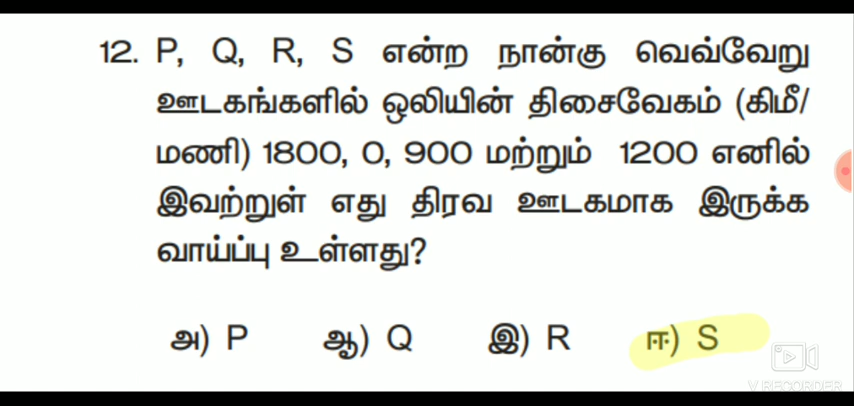 12. P, Q, R, S என்ற நான்கு வெவ்வேறு
ஊடகங்களில் ஒலியின் திசைவேகம் (கிமீ/
மணி) 1800, 0, 900 மற்றும் 1200 எனில்
இவற்றுள் எது திரவ ஊடகமாக இருக்க
வாய்ப்பு உள்ளது?
அ) P ஆ) Q இ) R ஈ) S
V RECORDER